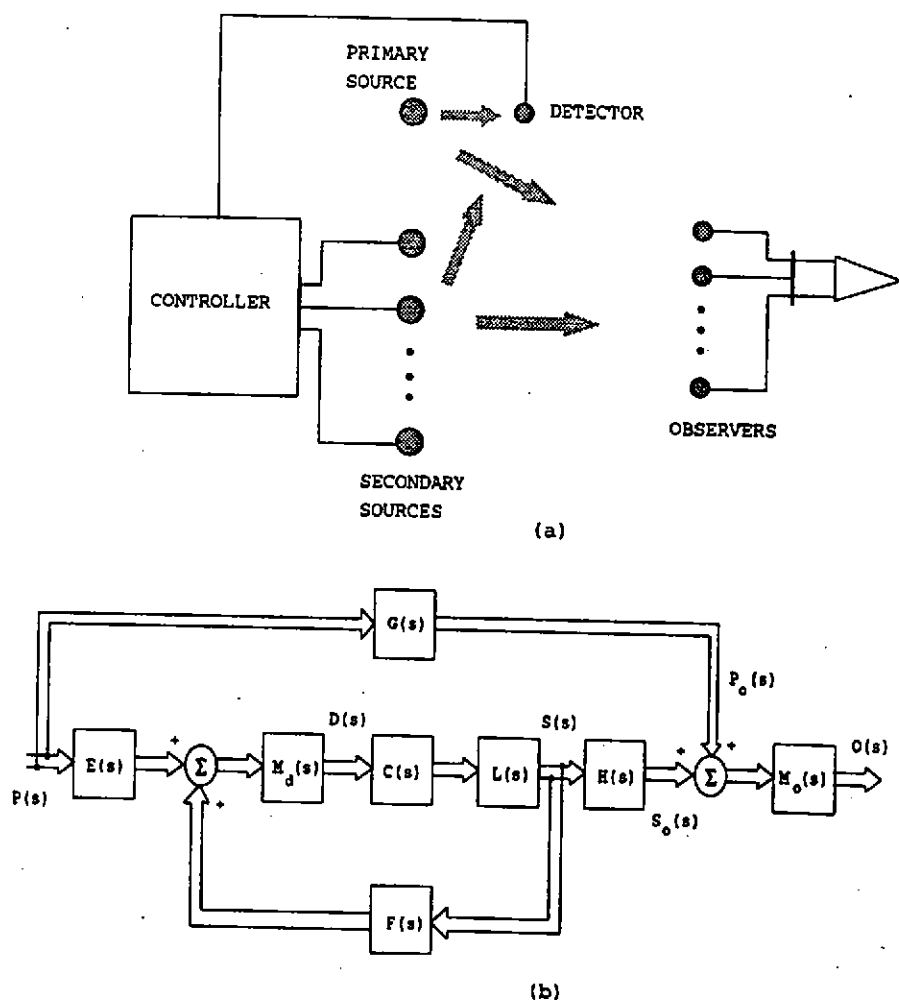 PRIMARY
SOURCE
DETECTOR
CONTROLLER
OBSERVERS
SECONDARY
SOURCES
(a)
G(s)
P_o(s)
D(s)
S(s)
O(s)
+
+
+
E(s)
Σ
M_d(s)
C(s)
L(s)
H(s)
Σ
M_o(s)
P(s)
+
S_o(s)
F(s)
(b)